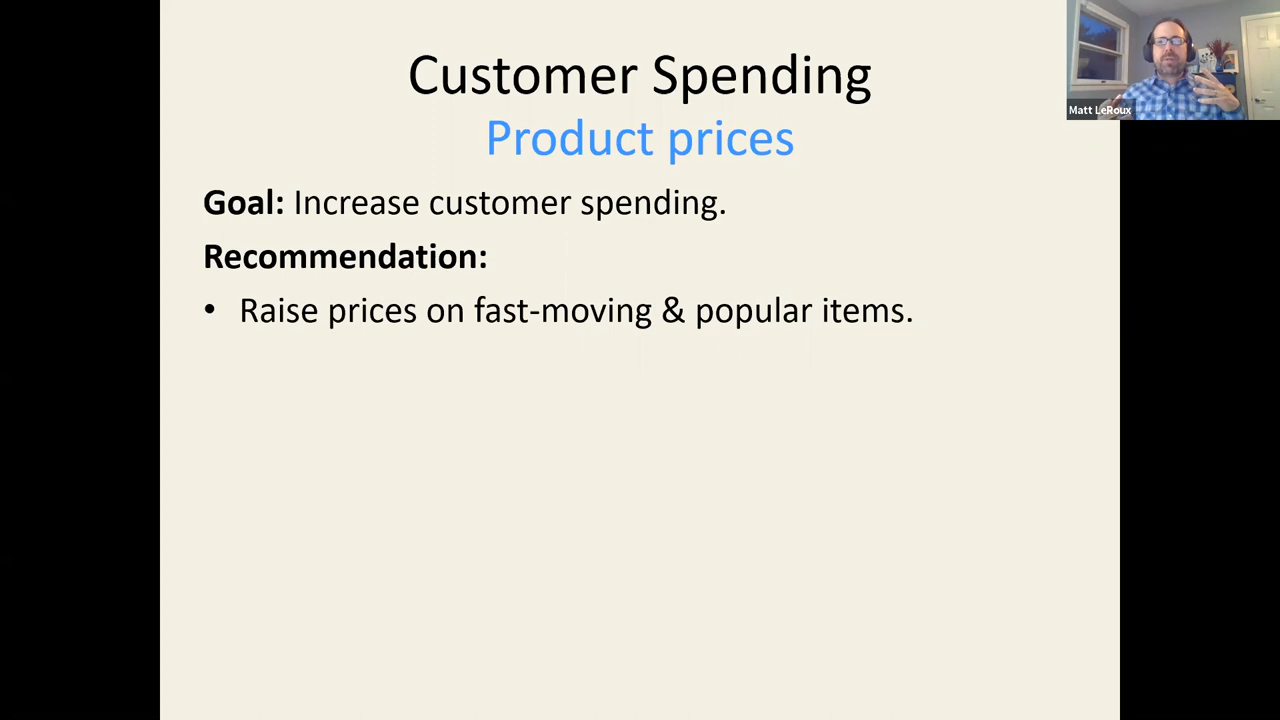 Customer Spending
Product prices
Goal: Increase customer spending.
Recommendation:
• Raise prices on fast-moving & popular items.
Matt LeRoux